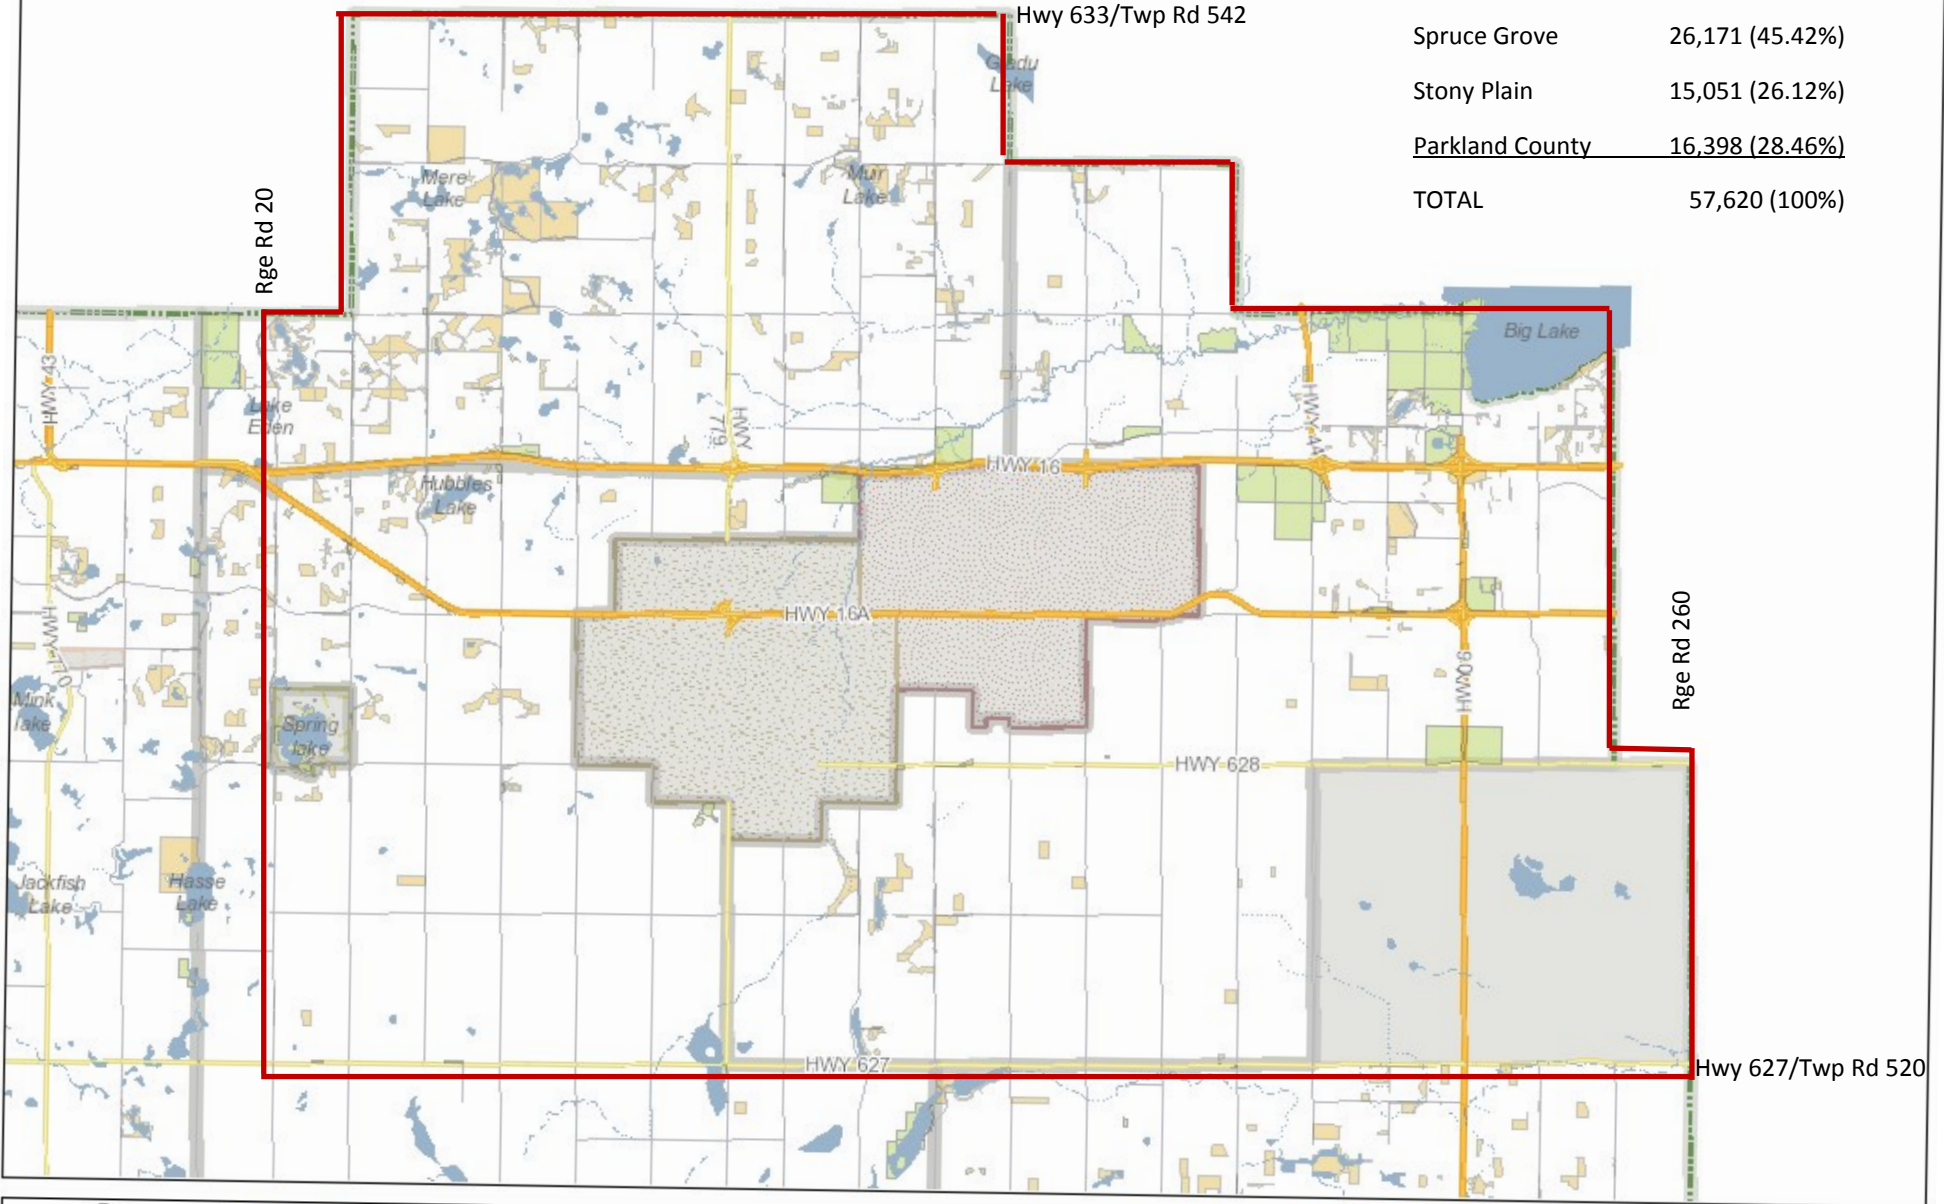 Hwy 633/Twp Rd 542
Spruce Grove 26,171 (45.42%)
Stony Plain 15,051 (26.12%)
Parkland County 16,398 (28.46%)
TOTAL 57,620 (100%)
Gladu
Lake
Mere
Lake
Muir
Lake
Rge Rd 20
Big Lake
HWY 43
Lake
Eden
HWY
779
HWY 44
HWY 16
Hubbles
Lake
HWY 16A
HWY 770
Rge Rd 260
HWY 60
Mink
lake
Spring
lake
HWY 628
Jackfish
Lake
Hasse
Lake
HWY 627
Hwy 627/Twp Rd 520